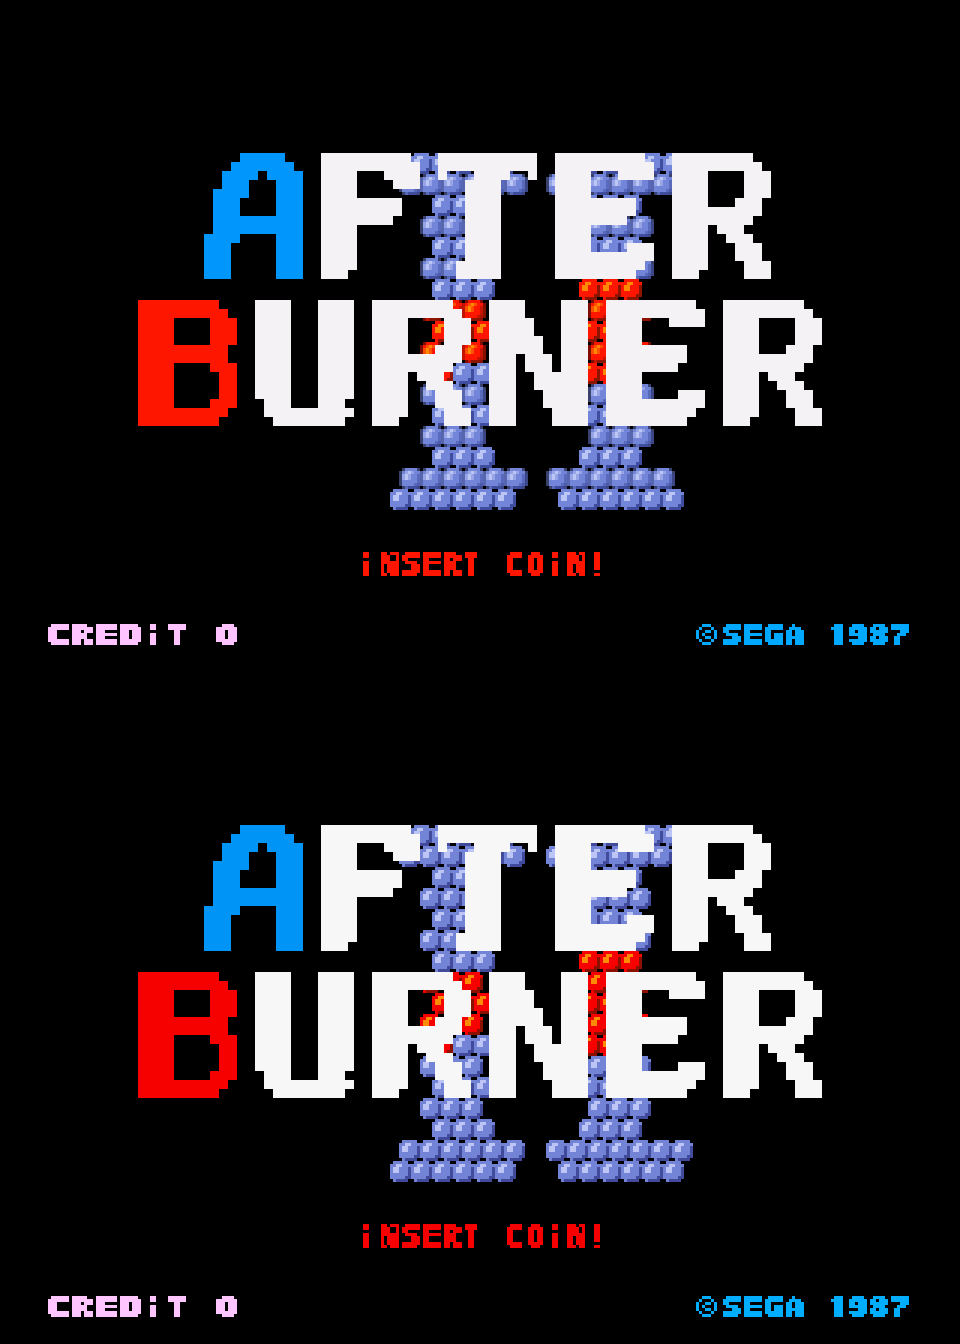 AFTER
BURNER
II
iNSERT COiN!
CREDiT 0 ©SEGA 1987
AFTER
BURNER
II
iNSERT COiN!
CREDiT 0 ©SEGA 1987